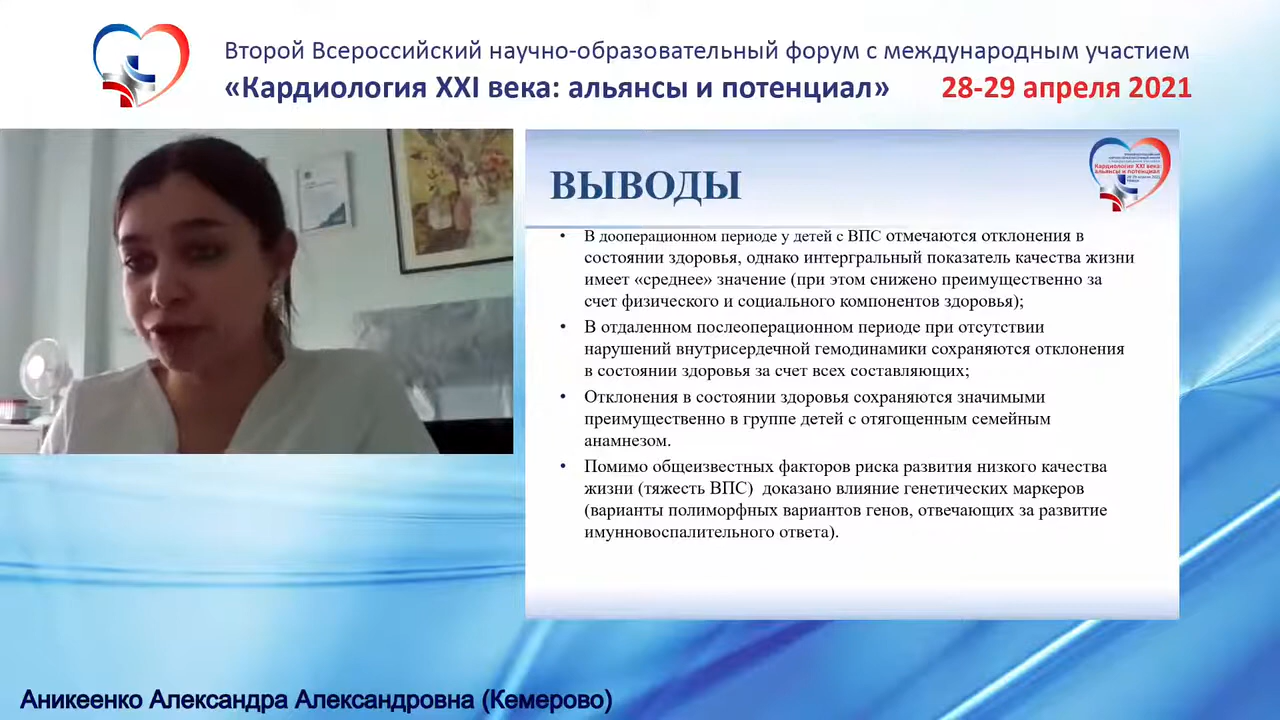 Второй Всероссийский научно-образовательный форум с международным участием
«Кардиология XXI века: альянсы и потенциал» 28-29 апреля 2021
ВЫВОДЫ
Кардиология XXI века:
альянсы и потенциал
• В дооперационном периоде у детей с ВПС отмечаются отклонения в
состоянии здоровья, однако интергральный показатель качества жизни
имеет «среднее» значение (при этом снижено преимущественно за
счет физического и социального компонентов здоровья);
• В отдаленном послеоперационном периоде при отсутствии
нарушений внутрисердечной гемодинамики сохраняются отклонения
в состоянии здоровья за счет всех составляющих;
• Отклонения в состоянии здоровья сохраняются значимыми
преимущественно в группе детей с отягощенным семейным
анамнезом.
• Помимо общеизвестных факторов риска развития низкого качества
жизни (тяжесть ВПС) доказано влияние генетических маркеров
(варианты полиморфных вариантов генов, отвечающих за развитие
имунновоспалительного ответа).
Аникеенко Александра Александровна (Кемерово)